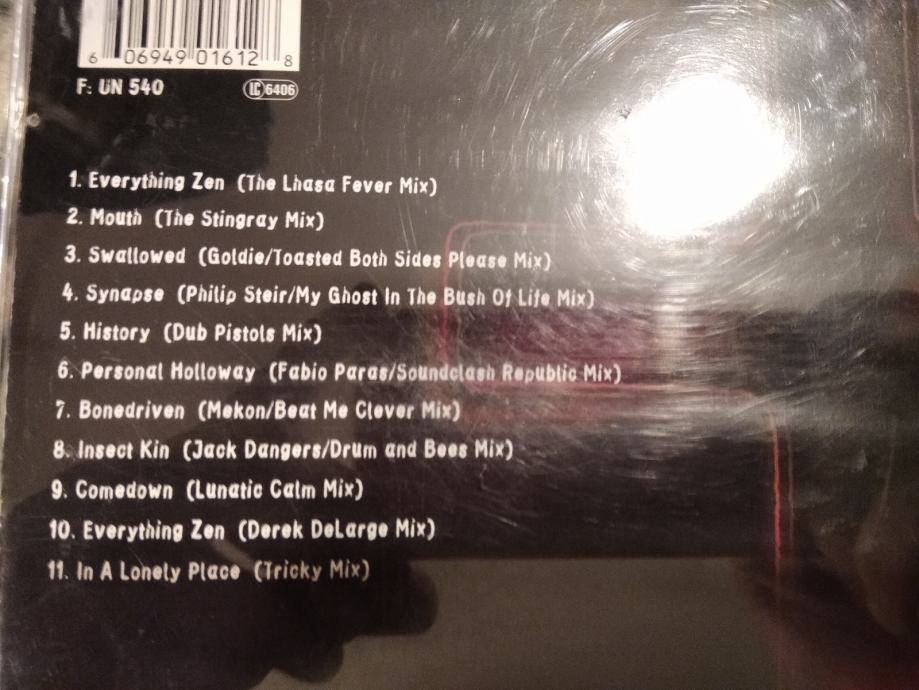 6 06949 01612 8
F: UN 540 LC 6406
1. Everything Zen (The Lhasa Fever Mix)
2. Mouth (The Stingray Mix)
3. Swallowed (Goldie/Toasted Both Sides Please Mix)
4. Synapse (Philip Steir/My Ghost In The Bush Of Life Mix)
5. History (Dub Pistols Mix)
6. Personal Holloway (Fabio Paras/Soundclash Republic Mix)
7. Bonedriven (Mekon/Beat Me Clever Mix)
8. Insect Kin (Jack Dangers/Drum and Bees Mix)
9. Comedown (Lunatic Calm Mix)
10. Everything Zen (Derek DeLarge Mix)
11. In A Lonely Place (Tricky Mix)